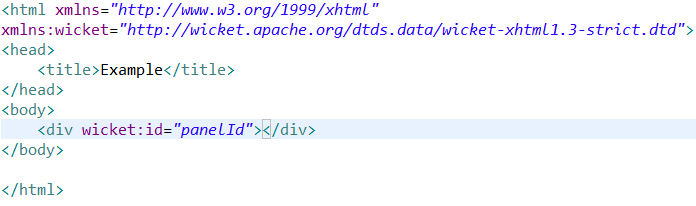 <html xmlns="http://www.w3.org/1999/xhtml"
xmlns:wicket="http://wicket.apache.org/dtds.data/wicket-xhtml1.3-strict.dtd">
<head>
    <title>Example</title>
</head>
<body>
    <div wicket:id="panelId"></div>
</body>

</html>